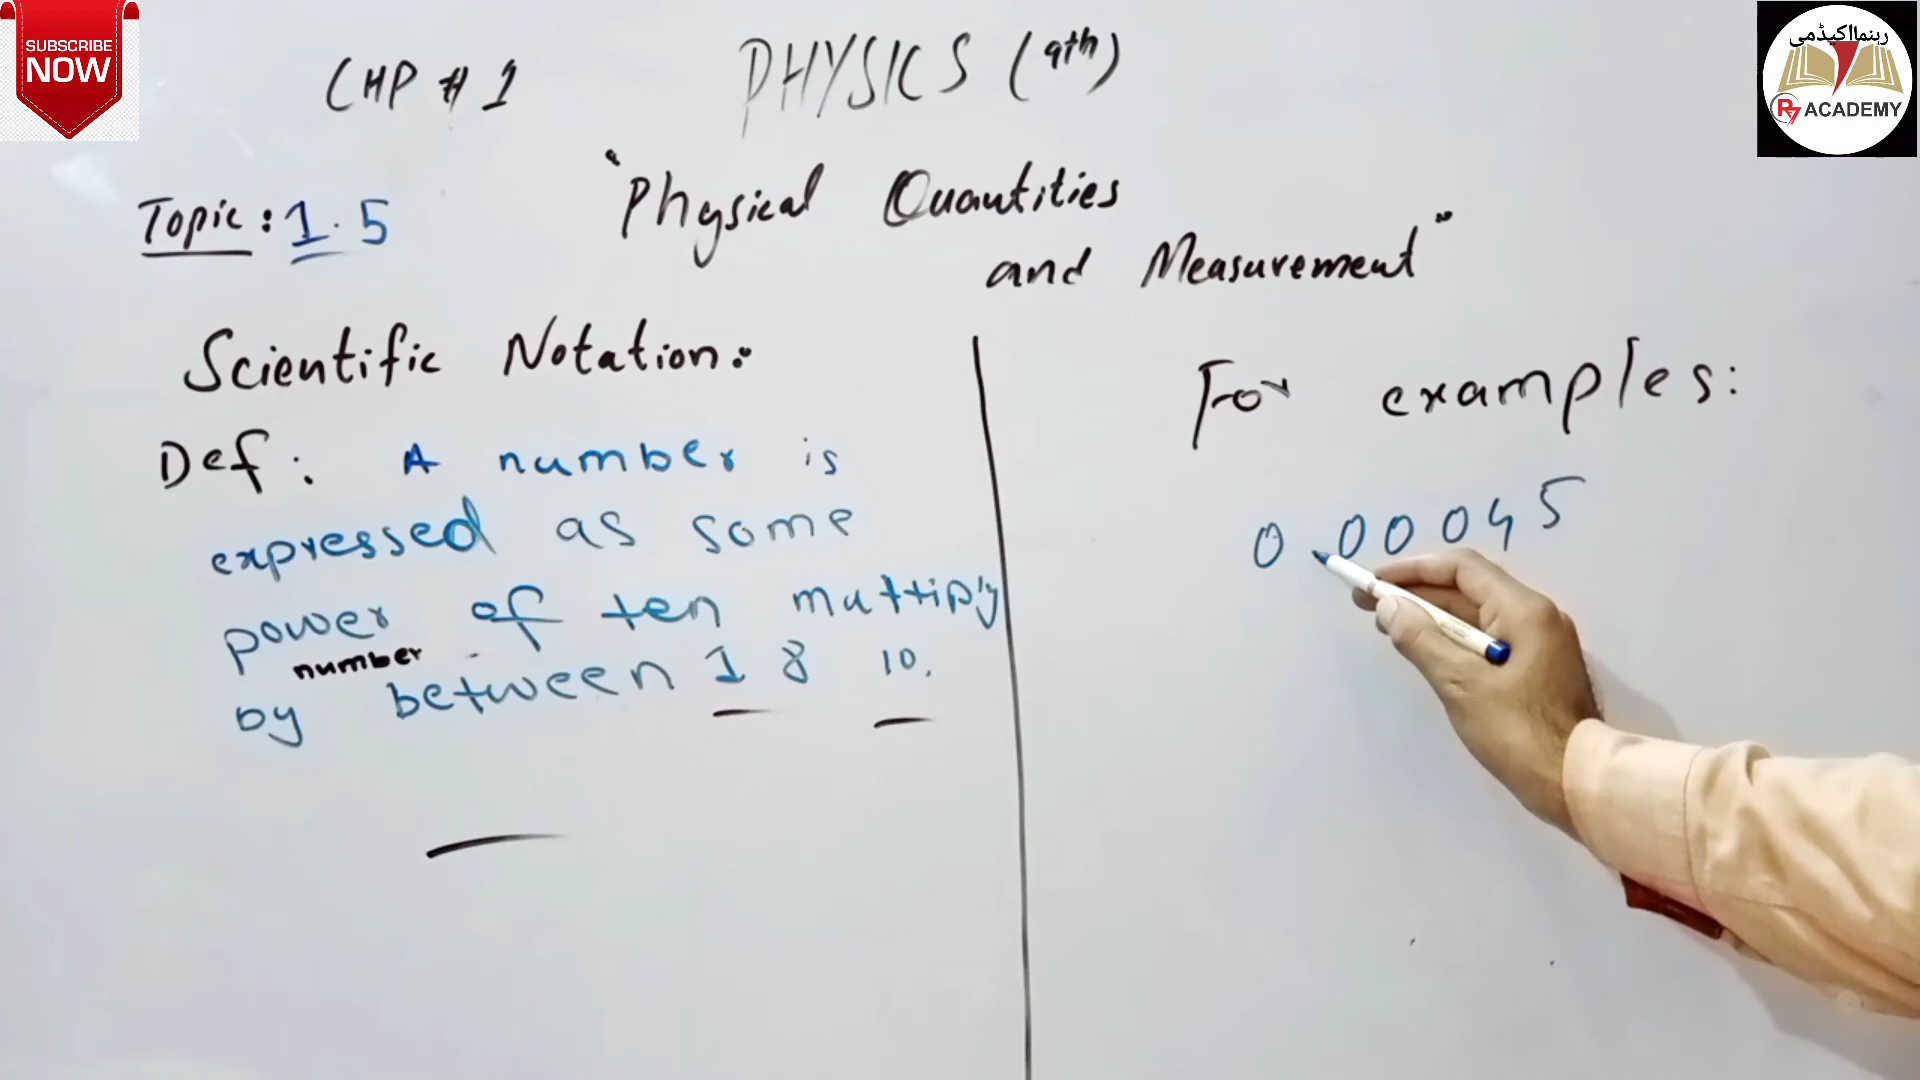 SUBSCRIBE
NOW
CHP # 1
PHYSICS (9th)
رہنما اکیڈمی
R7 ACADEMY
Topic: 1.5
"Physical Quantities
and Measurement"
Scientific Notation:
Def: A number is
expressed as some
power of ten multiply
by number between 1 & 10.
For examples:
0.00045